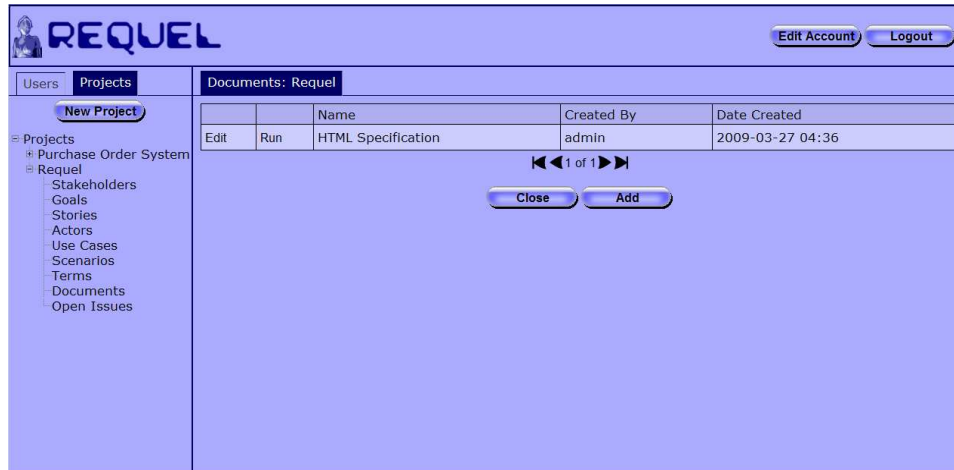 REQUEL
Edit Account Logout
Users Projects
Documents: Requel
New Project
Name Created By Date Created
Edit Run HTML Specification admin 2009-03-27 04:36
1 of 1
Close Add
Projects
Purchase Order System
Requel
Stakeholders
Goals
Stories
Actors
Use Cases
Scenarios
Terms
Documents
Open Issues